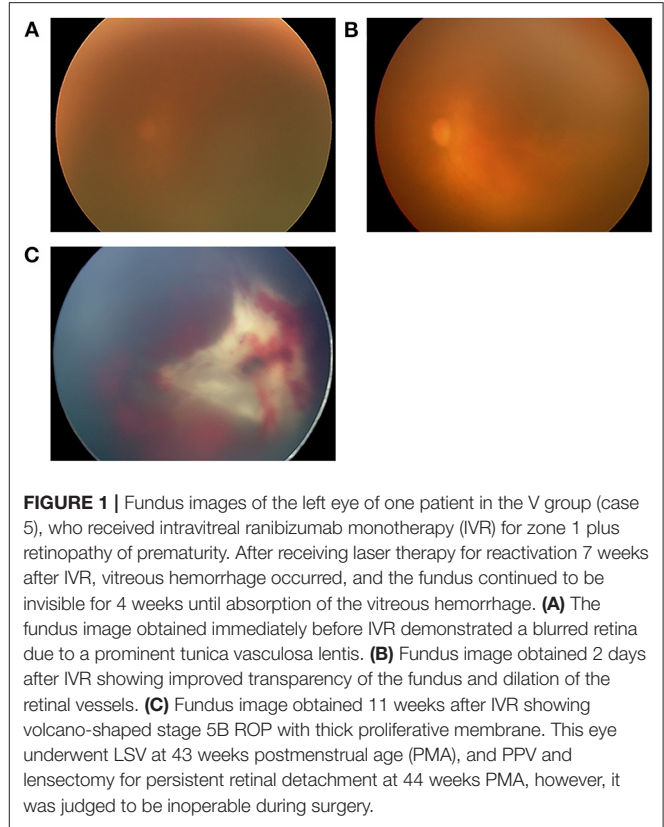 A
B
C
FIGURE 1 | Fundus images of the left eye of one patient in the V group (case
5), who received intravitreal ranibizumab monotherapy (IVR) for zone 1 plus
retinopathy of prematurity. After receiving laser therapy for reactivation 7 weeks
after IVR, vitreous hemorrhage occurred, and the fundus continued to be
invisible for 4 weeks until absorption of the vitreous hemorrhage. (A) The
fundus image obtained immediately before IVR demonstrated a blurred retina
due to a prominent tunica vasculosa lentis. (B) Fundus image obtained 2 days
after IVR showing improved transparency of the fundus and dilation of the
retinal vessels. (C) Fundus image obtained 11 weeks after IVR showing
volcano-shaped stage 5B ROP with thick proliferative membrane. This eye
underwent LSV at 43 weeks postmenstrual age (PMA), and PPV and
lensectomy for persistent retinal detachment at 44 weeks PMA, however, it
was judged to be inoperable during surgery.